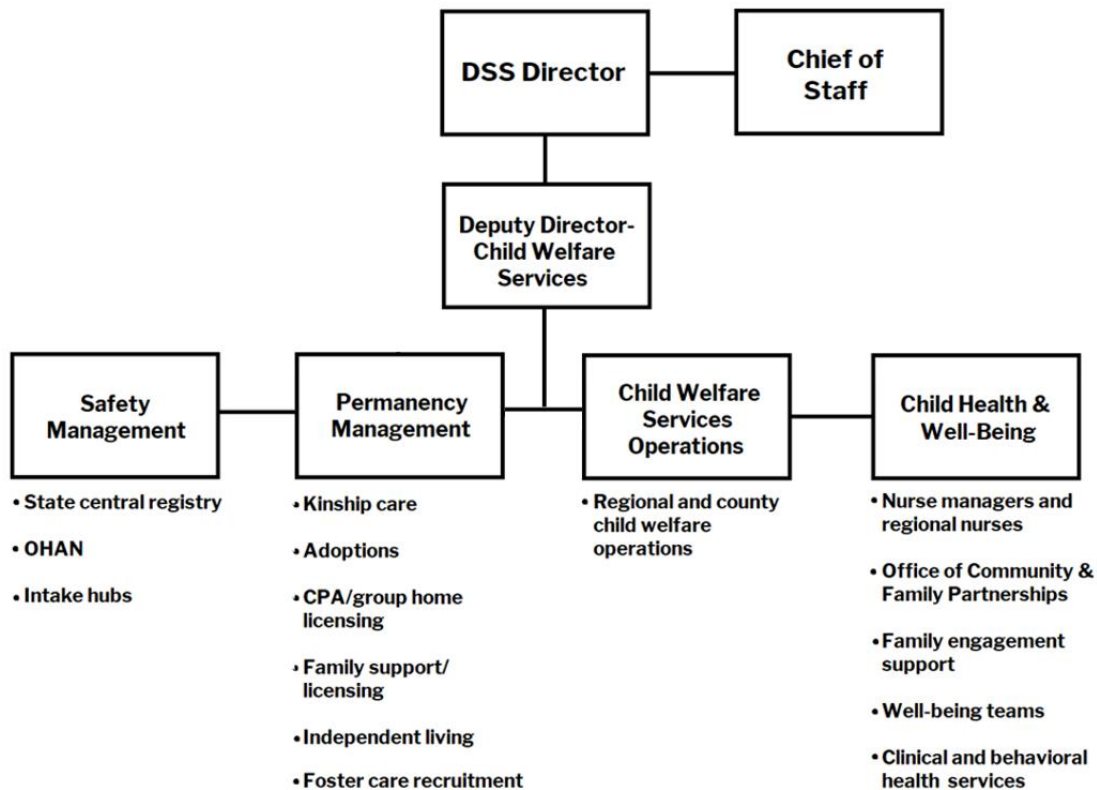 DSS Director
Chief of
Staff
Deputy Director-
Child Welfare
Services
Safety
Management
Permanency
Management
Child Welfare
Services
Operations
Child Health &
Well-Being
• State central registry
• OHAN
• Intake hubs
• Kinship care
• Adoptions
• CPA/group home
licensing
• Family support/
licensing
• Independent living
• Foster care recruitment
• Regional and county
child welfare
operations
• Nurse managers and
regional nurses
• Office of Community &
Family Partnerships
• Family engagement
support
• Well-being teams
• Clinical and behavioral
health services